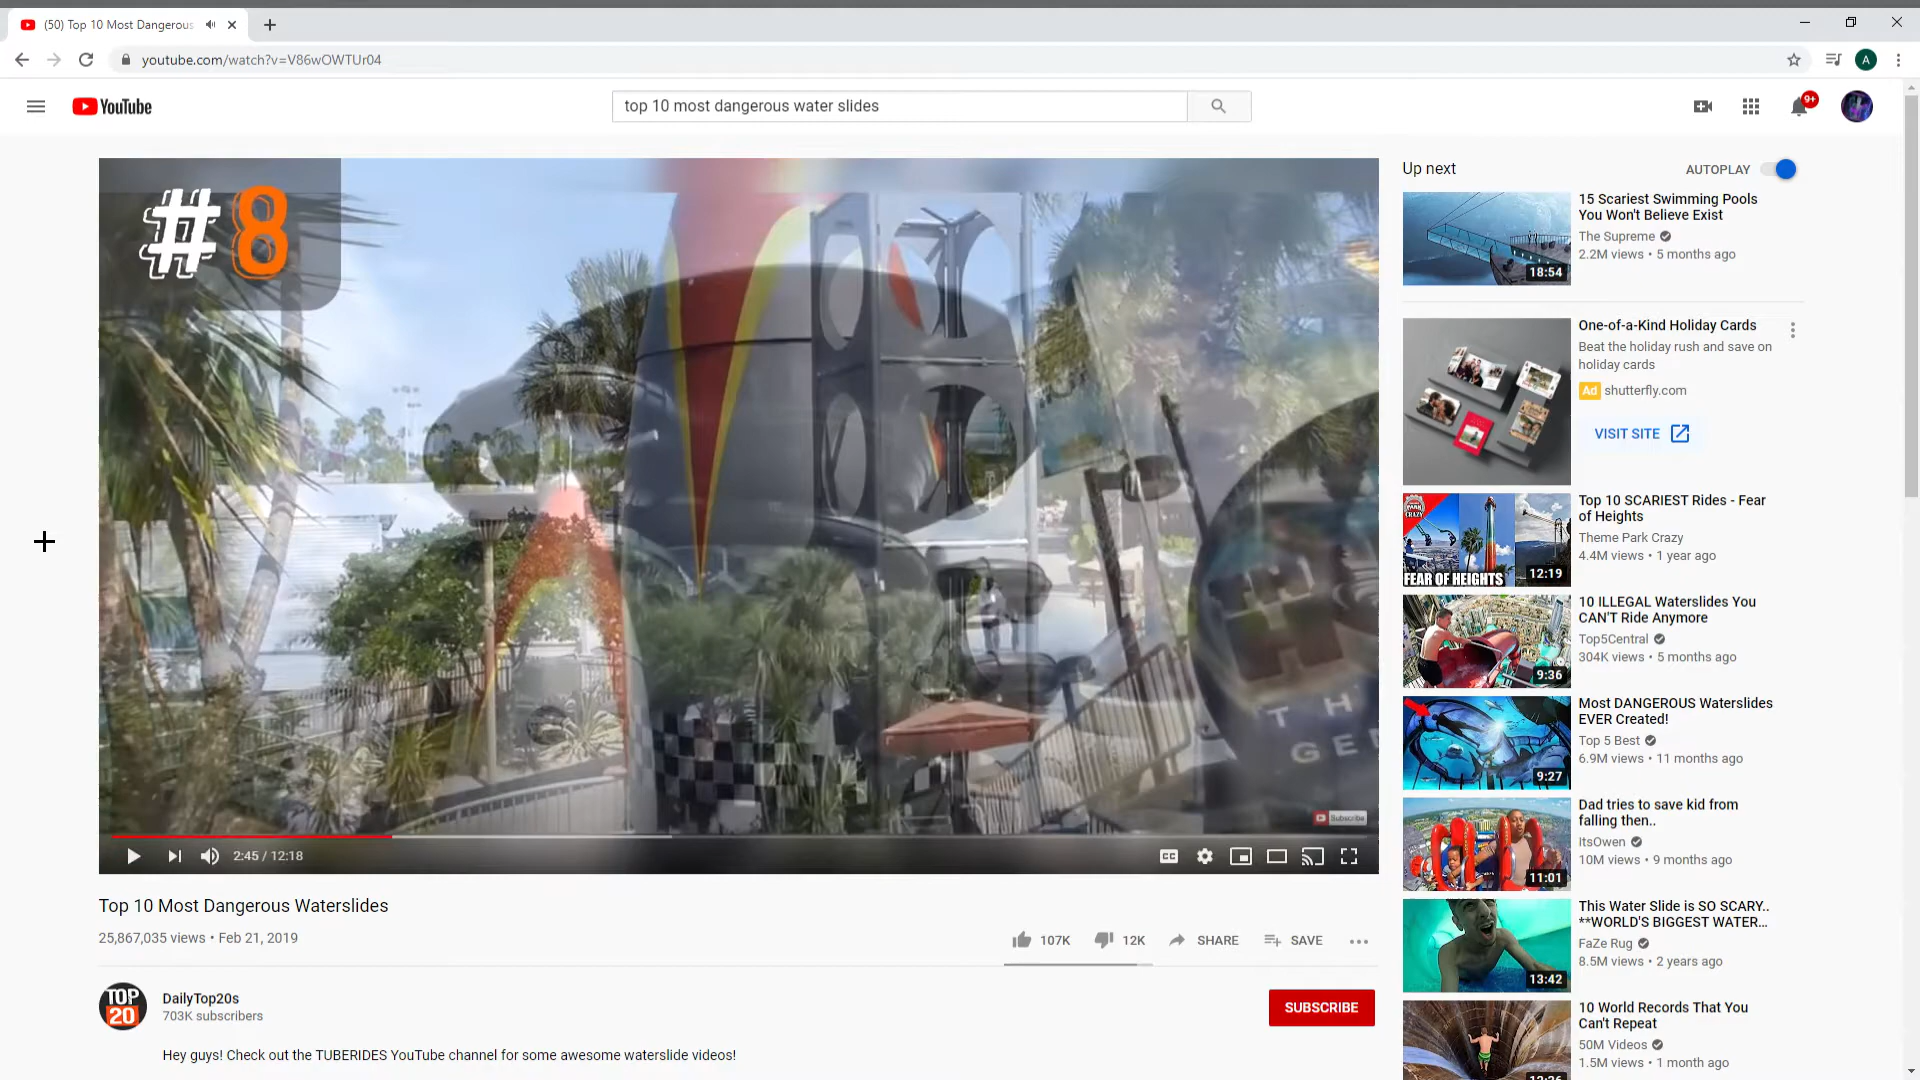 (50) Top 10 Most Dangerous
youtube.com/watch?v=V86wOWTUr04
A
YouTube
top 10 most dangerous water slides
9+
#8
Subscribe
2:45 / 12:18
CC
Top 10 Most Dangerous Waterslides
25,867,035 views • Feb 21, 2019
107K
12K
SHARE
SAVE
TOP
20
DailyTop20s
703K subscribers
SUBSCRIBE
Hey guys! Check out the TUBERIDES YouTube channel for some awesome waterslide videos!
Up next
AUTOPLAY
18:54
15 Scariest Swimming Pools
You Won't Believe Exist
The Supreme
2.2M views • 5 months ago
One-of-a-Kind Holiday Cards
Beat the holiday rush and save on
holiday cards
Ad shutterfly.com
VISIT SITE
PARK
CRAZY
FEAR OF HEIGHTS
12:19
Top 10 SCARIEST Rides - Fear
of Heights
Theme Park Crazy
4.4M views • 1 year ago
9:36
10 ILLEGAL Waterslides You
CAN'T Ride Anymore
Top5Central
304K views • 5 months ago
9:27
Most DANGEROUS Waterslides
EVER Created!
Top 5 Best
6.9M views • 11 months ago
11:01
Dad tries to save kid from
falling then..
ItsOwen
10M views • 9 months ago
13:42
This Water Slide is SO SCARY..
**WORLD'S BIGGEST WATER...
FaZe Rug
8.5M views • 2 years ago
10 World Records That You
Can't Repeat
50M Videos
1.5M views • 1 month ago